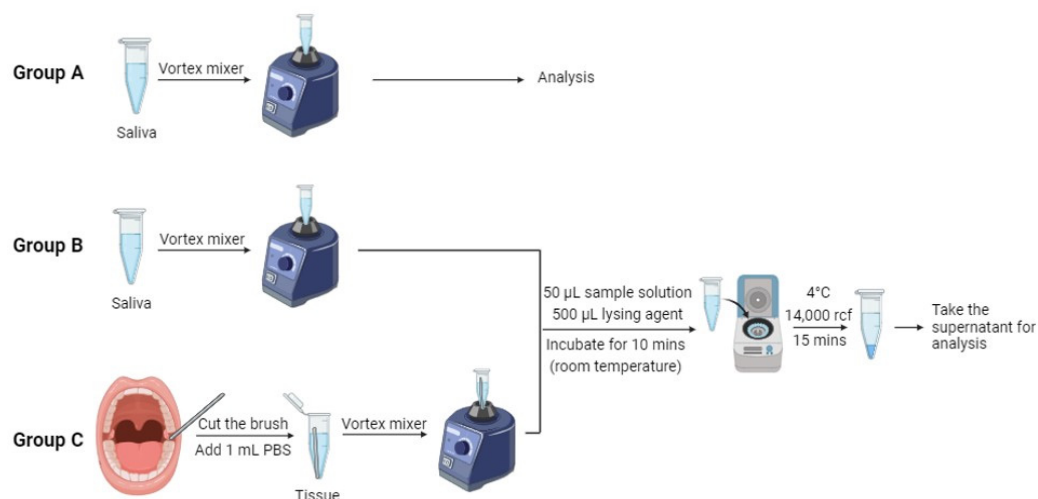 Group A
Vortex mixer
Analysis
Saliva
Group B
Vortex mixer
Saliva
50 µL sample solution
500 µL lysing agent
Incubate for 10 mins
(room temperature)
4°C
14,000 rcf
15 mins
Take the
supernatant for
analysis
Group C
Cut the brush
Add 1 mL PBS
Vortex mixer
Tissue